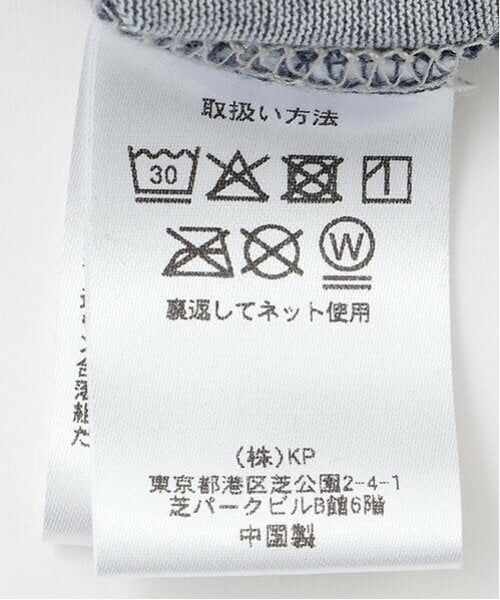 取扱い方法
30
W
裏返してネット使用
(株)KP
東京都港区芝公園2-4-1
芝パークビルB館6階
中国製